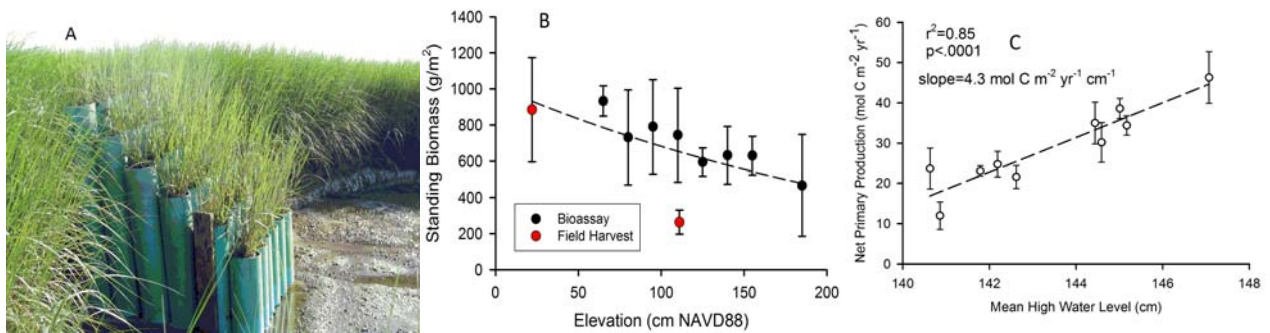 A
B
1400
1200
1000
800
600
400
200
0
Standing Biomass (g/m²)
Bioassay
Field Harvest
0 50 100 150 200
Elevation (cm NAVD88)
C
r²=0.85
p<.0001
slope=4.3 mol C m⁻² yr⁻¹ cm⁻¹
60
50
40
30
20
10
0
Net Primary Production (mol C m⁻² yr⁻¹)
140 142 144 146 148
Mean High Water Level (cm)